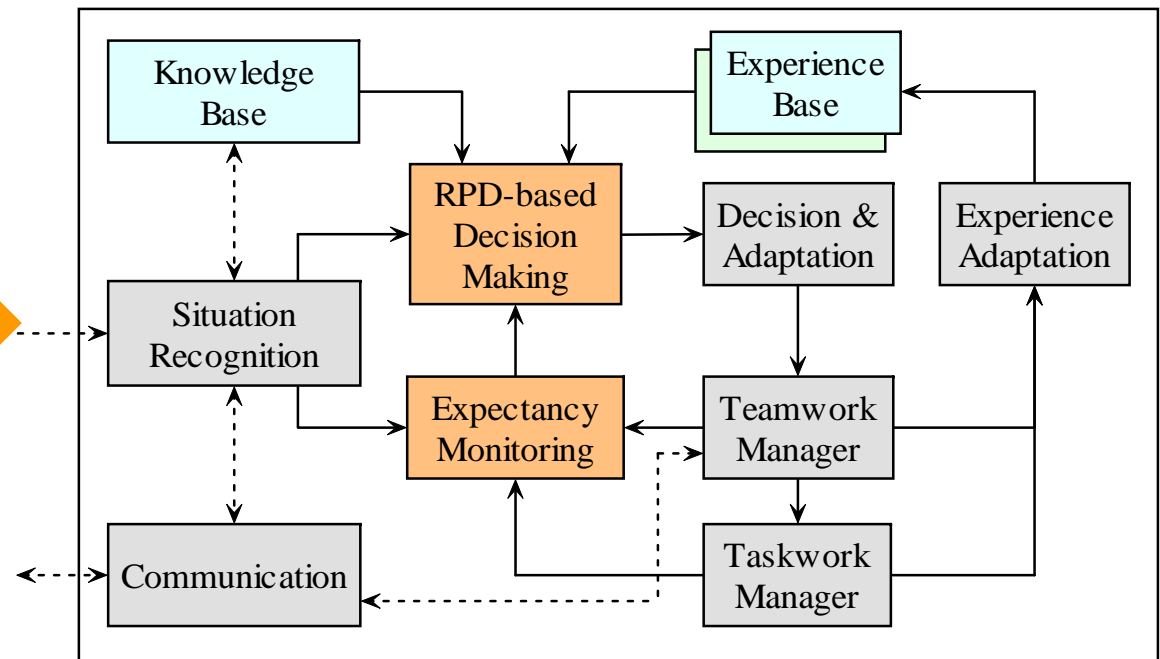 Knowledge
Base
Experience
Base
RPD-based
Decision
Making
Decision &
Adaptation
Experience
Adaptation
Situation
Recognition
Expectancy
Monitoring
Teamwork
Manager
Communication
Taskwork
Manager